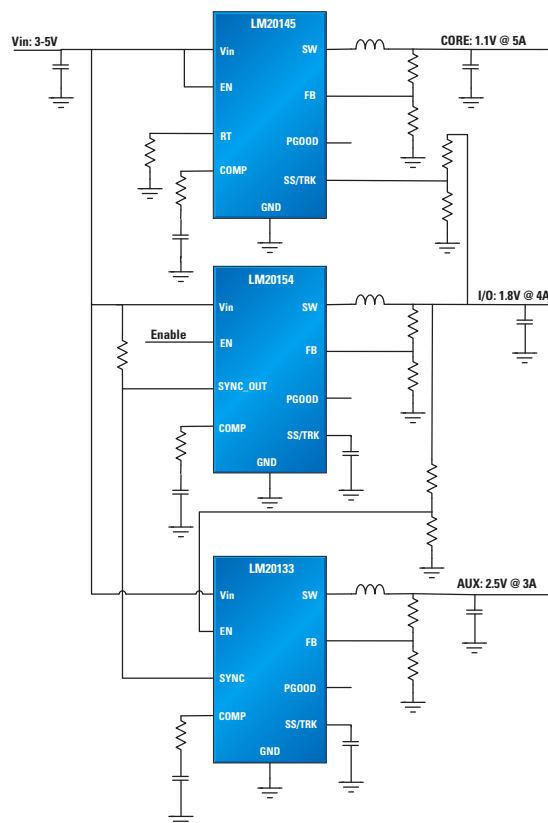 LM20145
Vin: 3-5V
CORE: 1.1V @ 5A
Vin
SW
EN
FB
RT
PGOOD
COMP
SS/TRK
GND
LM20154
I/O: 1.8V @ 4A
Vin
SW
Enable
EN
FB
SYNC_OUT
PGOOD
COMP
SS/TRK
GND
LM20133
AUX: 2.5V @ 3A
Vin
SW
EN
FB
SYNC
PGOOD
COMP
SS/TRK
GND